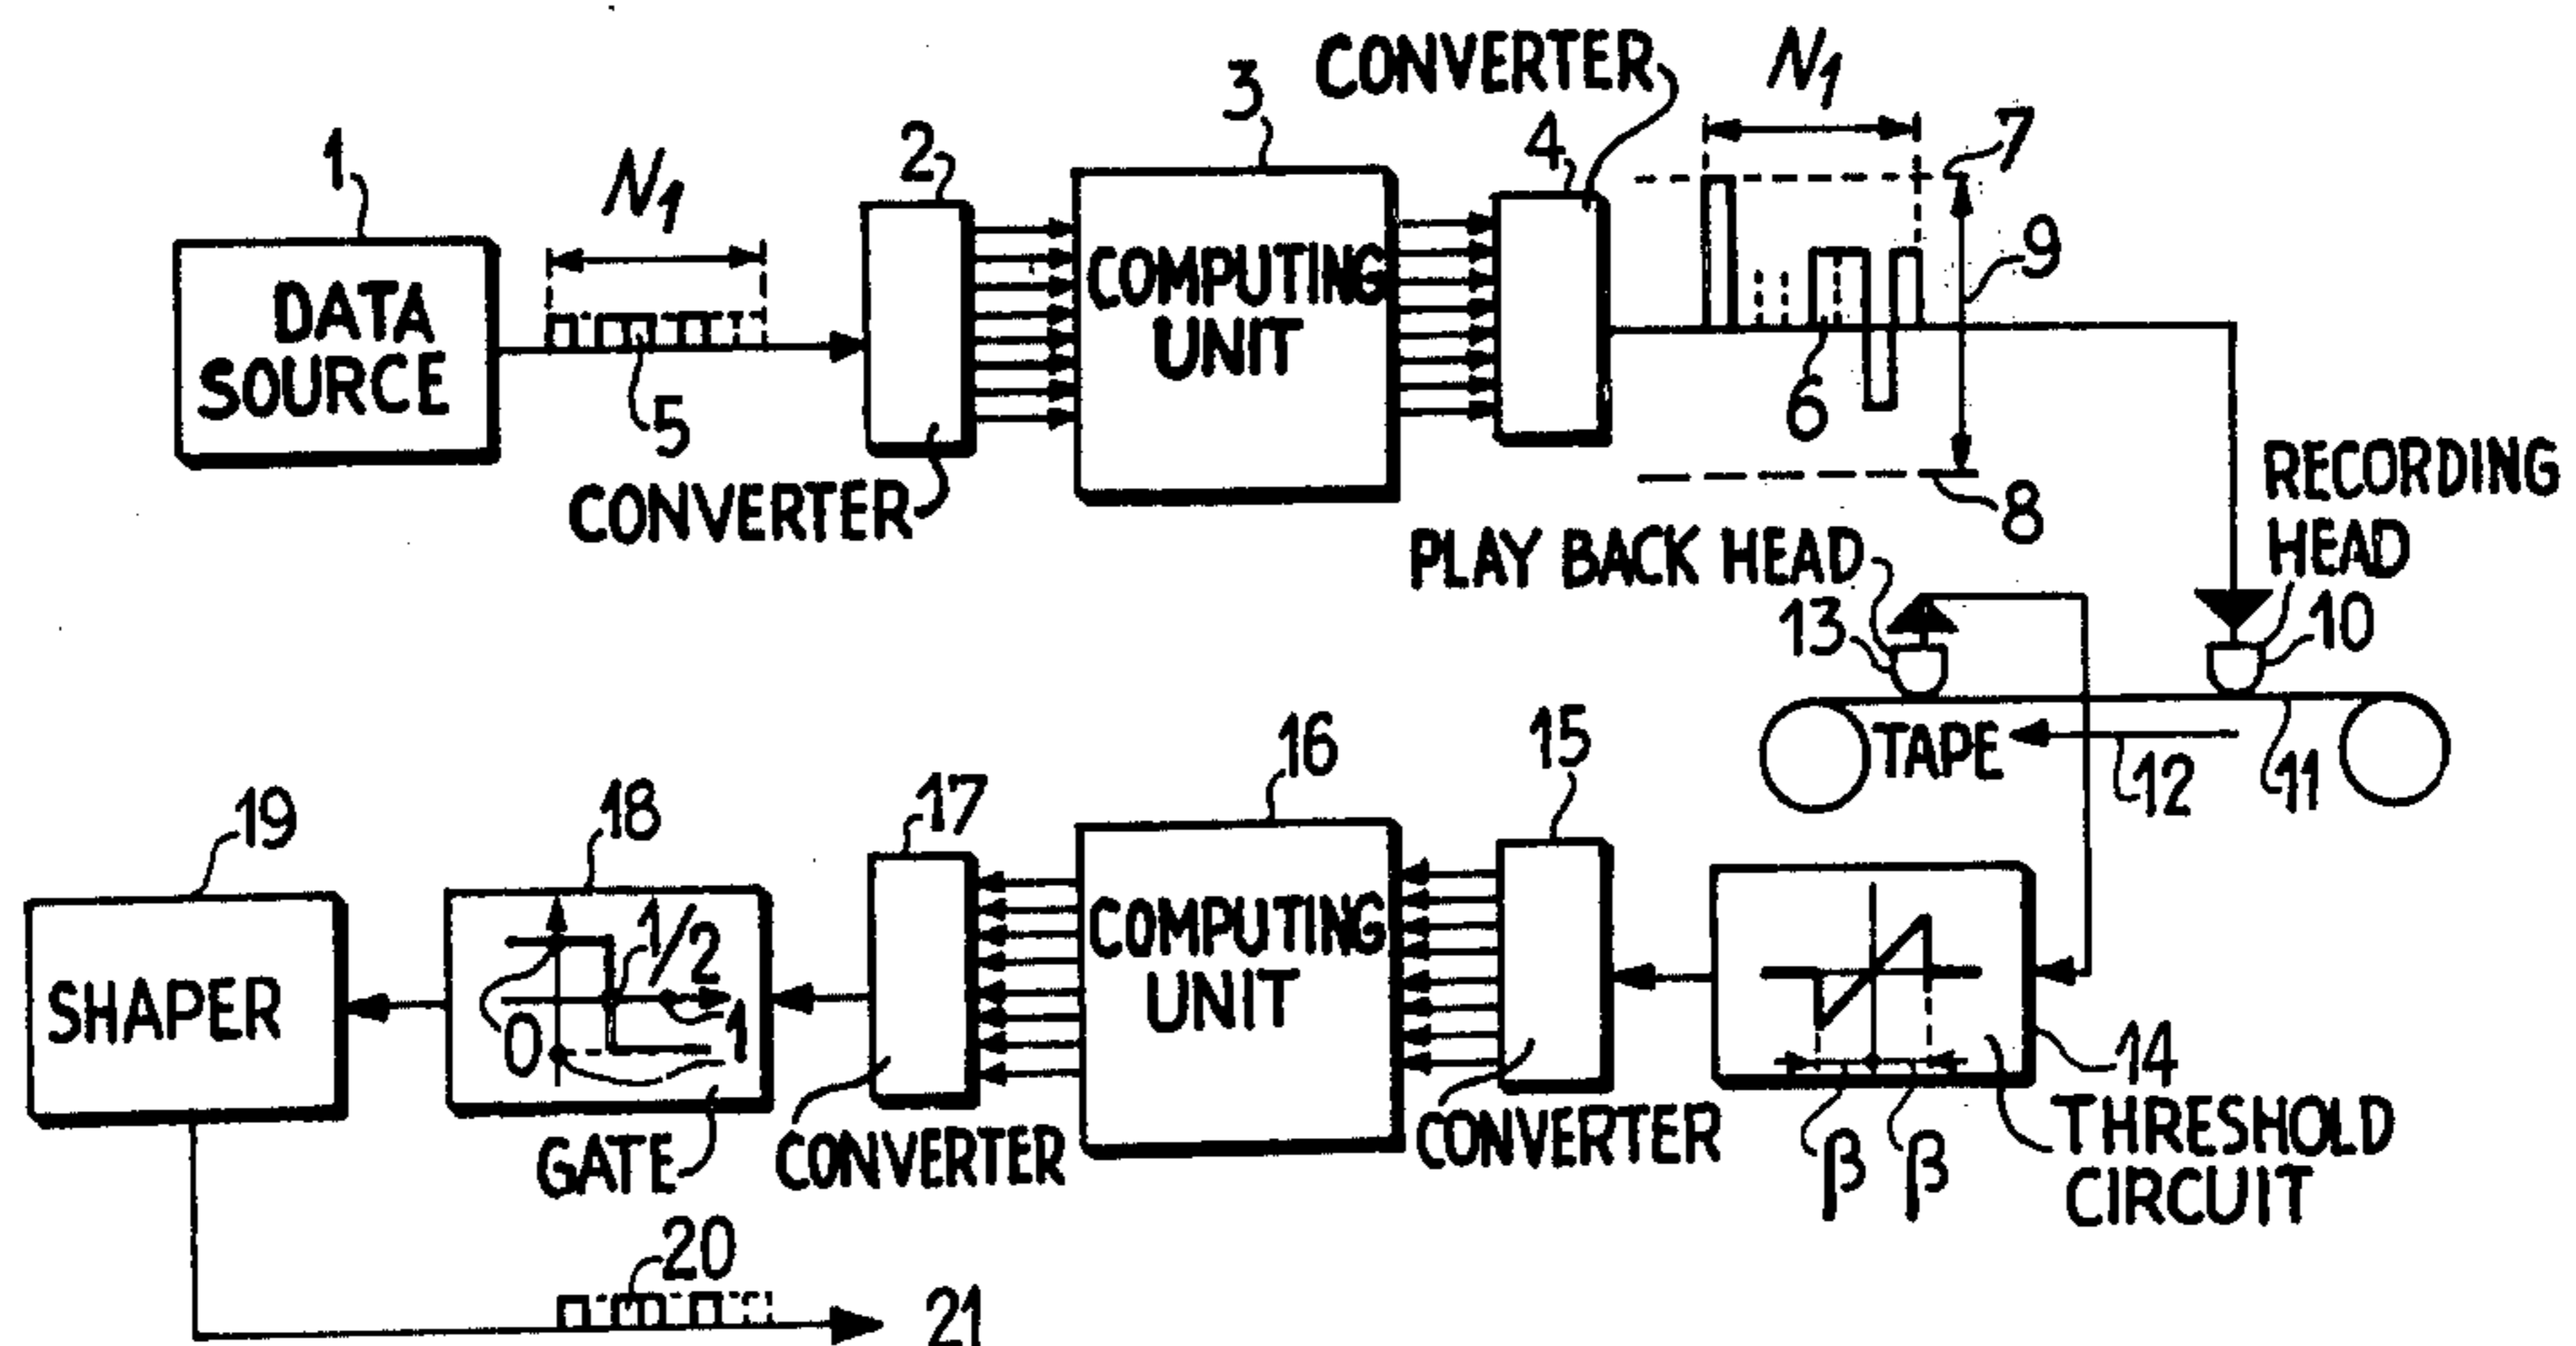 1
N1
2
3
CONVERTER
4
N1
7
DATA
SOURCE
5
CONVERTER
COMPUTING
UNIT
6
9
8
RECORDING
HEAD
10
PLAY BACK HEAD
13
TAPE
12
11
19
18
17
16
15
SHAPER
0
1/2
1
GATE
CONVERTER
COMPUTING
UNIT
CONVERTER
14
β
β
THRESHOLD
CIRCUIT
20
21